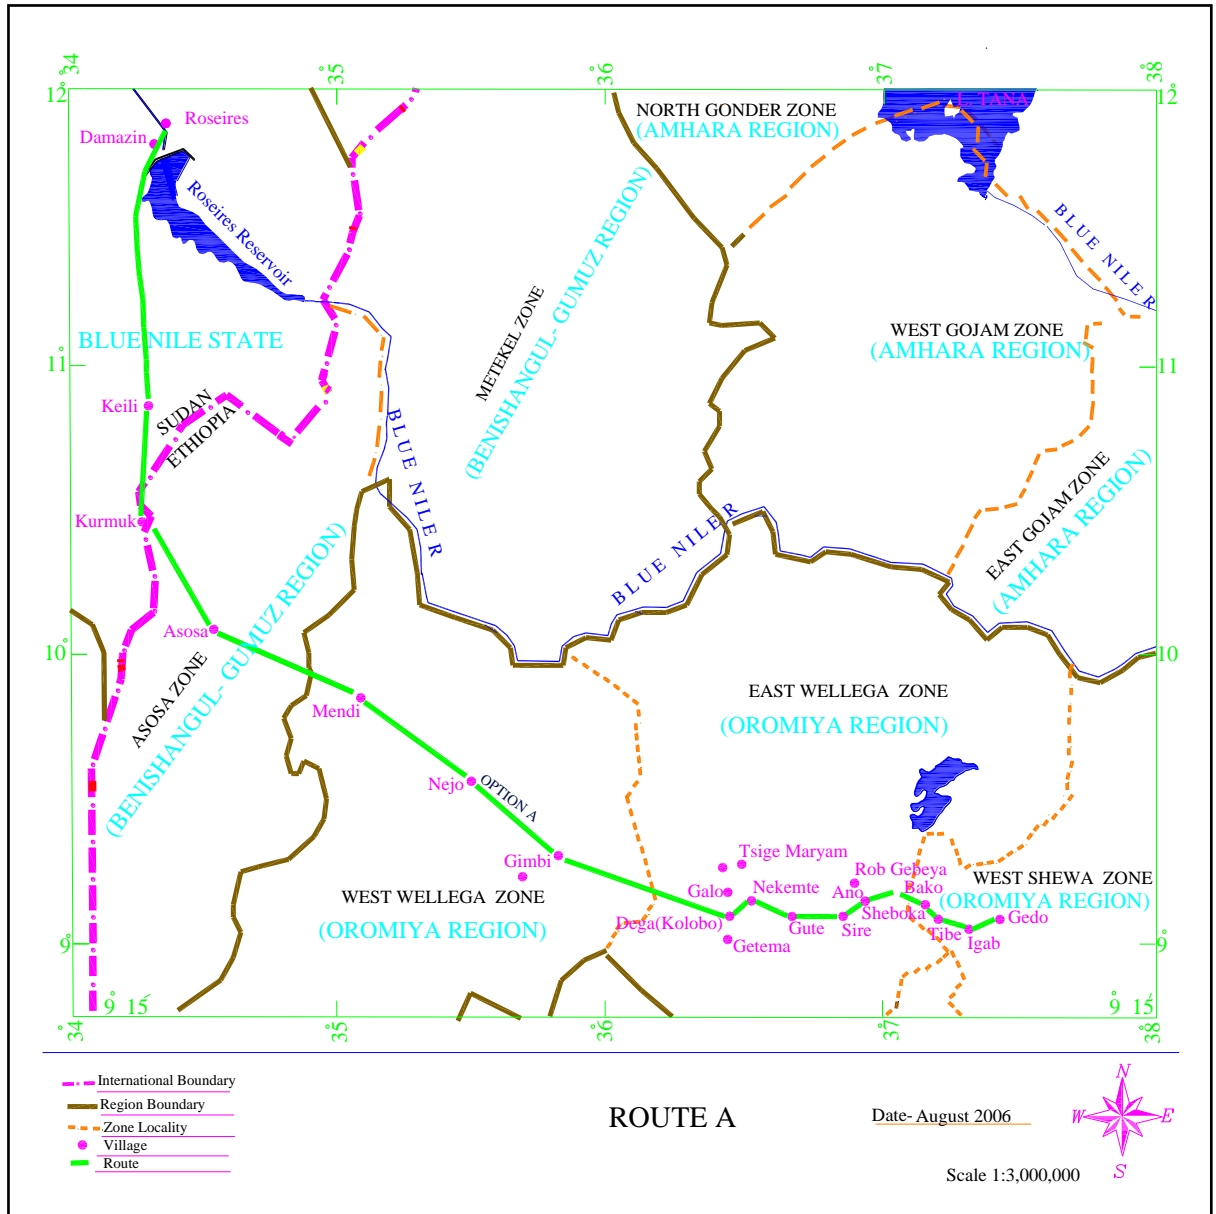 34
35
36
37
38
12°
12°
Roseires
Damazin
Roseires Reservoir
NORTH GONDER ZONE
(AMHARA REGION)
L. TANA
BLUE NILE R
BLUE NILE STATE
METEKEL ZONE
(BENISHANGUL- GUMUZ REGION)
WEST GOJAM ZONE
(AMHARA REGION)
11
11
Keili
SUDAN
ETHIOPIA
BLUE NILE R
Kurmuk
BLUE NILE R
EAST GOJAM ZONE
(AMHARA REGION)
Asosa
10°
10
ASOSA ZONE
(BENISHANGUL- GUMUZ REGION)
Mendi
EAST WELLEGA ZONE
(OROMIYA REGION)
Nejo
OPTION A
Gimbi
Tsige Maryam
Rob Gebeya
WEST SHEWA ZONE
(OROMIYA REGION)
WEST WELLEGA ZONE
(OROMIYA REGION)
Galo
Nekemte
Ano
Bako
Dega(Kolobo)
Gute
Sire
Sheboka
Tibe
Igab
Gedo
Getema
9°
9°
9° 15′
9° 15′
34
35
36
37
38
International Boundary
Region Boundary
Zone Locality
Village
Route
ROUTE A
Date- August 2006
Scale 1:3,000,000
N
W
E
S